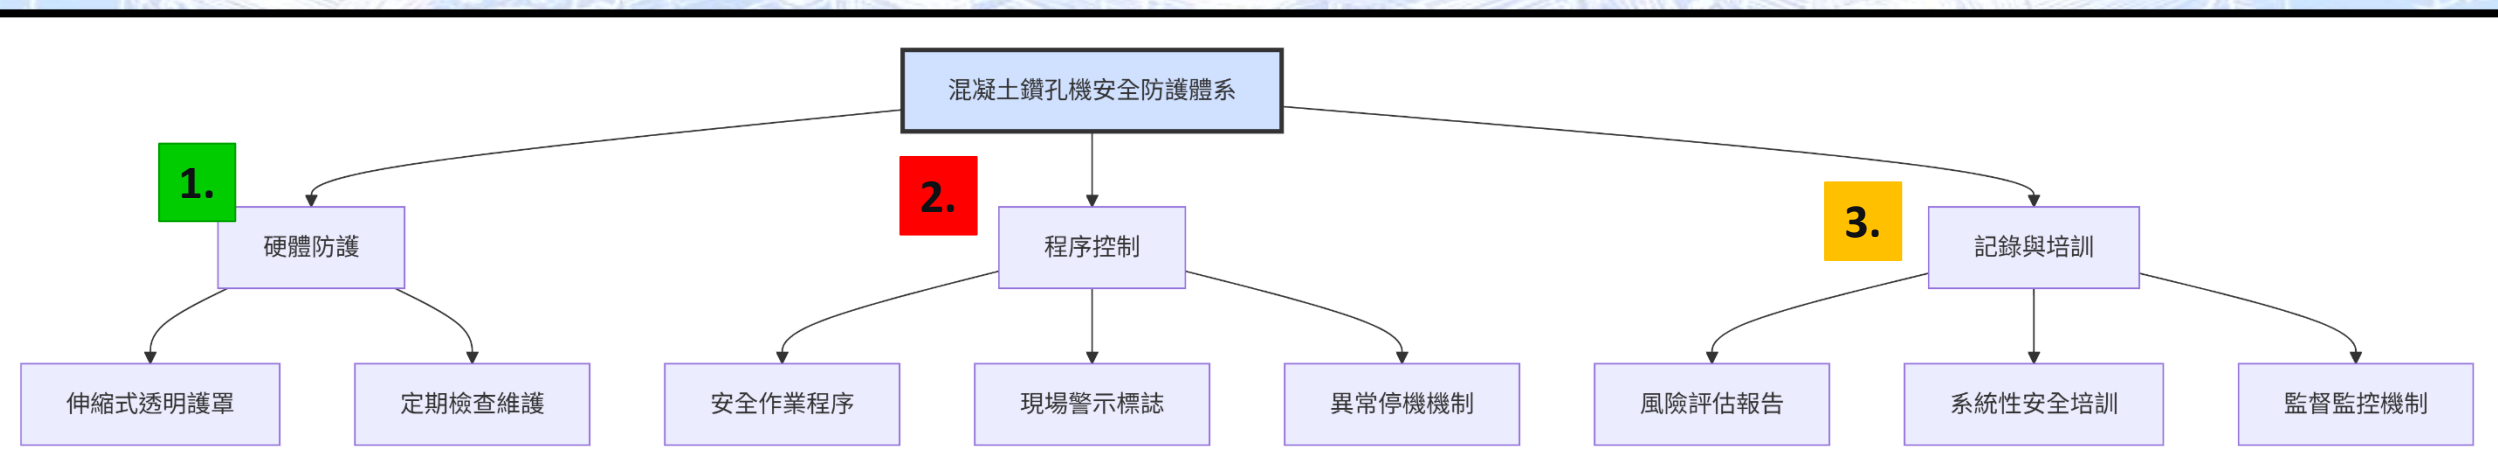 混凝土鑽孔機安全防護體系
1.
2.
3.
硬體防護
程序控制
記錄與培訓
伸縮式透明護罩
定期檢查維護
安全作業程序
現場警示標誌
異常停機機制
風險評估報告
系統性安全培訓
監督監控機制